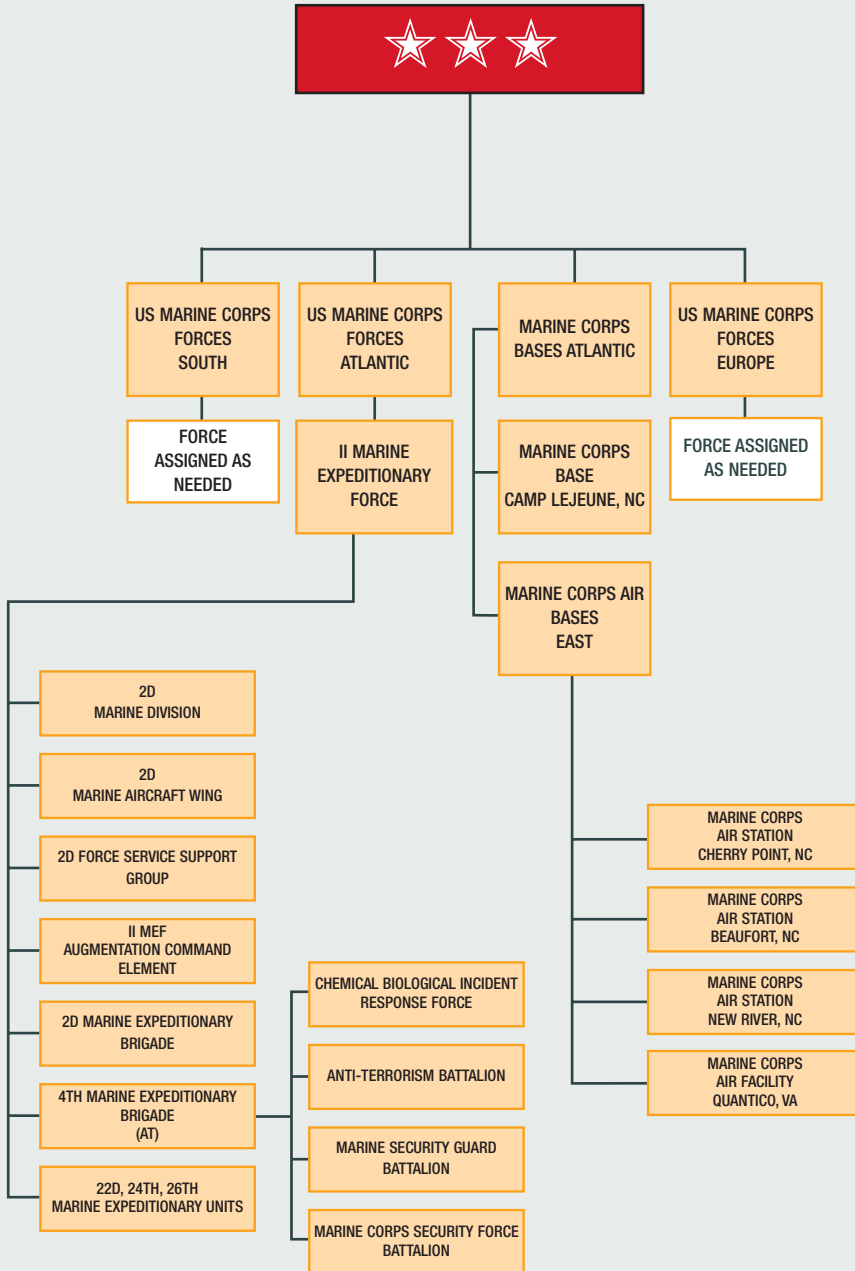 US MARINE CORPS
FORCES
SOUTH
FORCE
ASSIGNED AS
NEEDED
US MARINE CORPS
FORCES
ATLANTIC
II MARINE
EXPEDITIONARY
FORCE
MARINE CORPS
BASES ATLANTIC
MARINE CORPS
BASE
CAMP LEJEUNE, NC
MARINE CORPS AIR
BASES
EAST
US MARINE CORPS
FORCES
EUROPE
FORCE ASSIGNED
AS NEEDED
2D
MARINE DIVISION
2D
MARINE AIRCRAFT WING
2D FORCE SERVICE SUPPORT
GROUP
II MEF
AUGMENTATION COMMAND
ELEMENT
2D MARINE EXPEDITIONARY
BRIGADE
4TH MARINE EXPEDITIONARY
BRIGADE
(AT)
22D, 24TH, 26TH
MARINE EXPEDITIONARY UNITS
CHEMICAL BIOLOGICAL INCIDENT
RESPONSE FORCE
ANTI-TERRORISM BATTALION
MARINE SECURITY GUARD
BATTALION
MARINE CORPS SECURITY FORCE
BATTALION
MARINE CORPS
AIR STATION
CHERRY POINT, NC
MARINE CORPS
AIR STATION
BEAUFORT, NC
MARINE CORPS
AIR STATION
NEW RIVER, NC
MARINE CORPS
AIR FACILITY
QUANTICO, VA